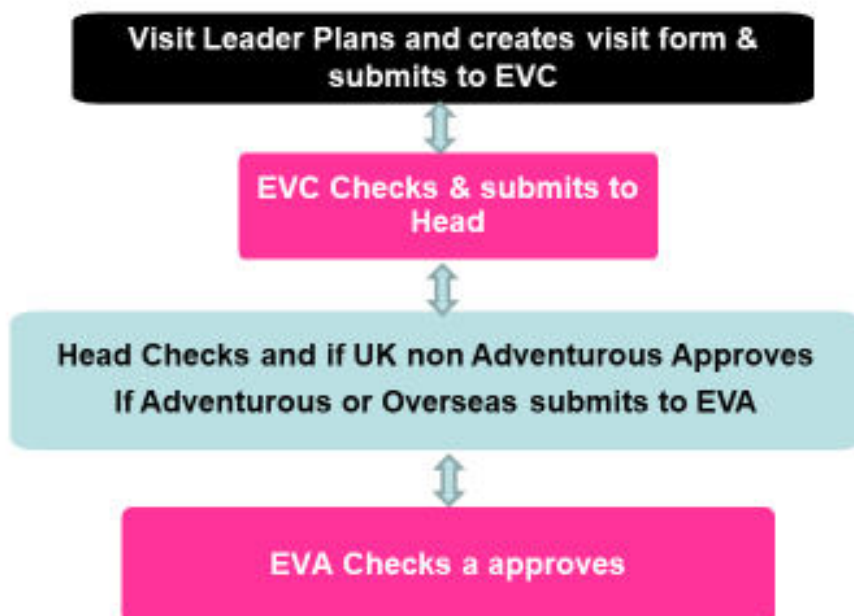 Visit Leader Plans and creates visit form &
submits to EVC
EVC Checks & submits to
Head
Head Checks and if UK non Adventurous Approves
If Adventurous or Overseas submits to EVA
EVA Checks a approves